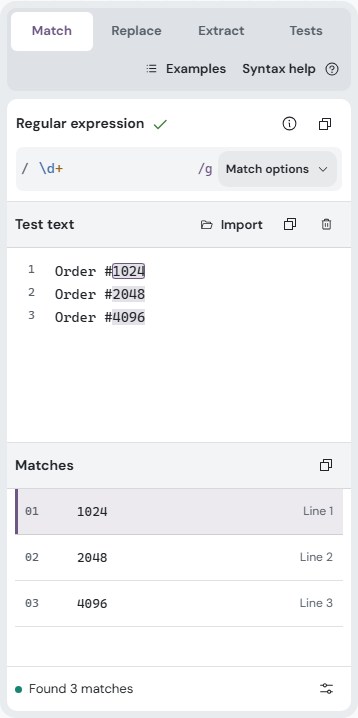 Match Replace Extract Tests
Examples Syntax help
Regular expression
/ \d+ /g Match options
Test text Import
1 Order #1024
2 Order #2048
3 Order #4096
Matches
01 1024 Line 1
02 2048 Line 2
03 4096 Line 3
Found 3 matches